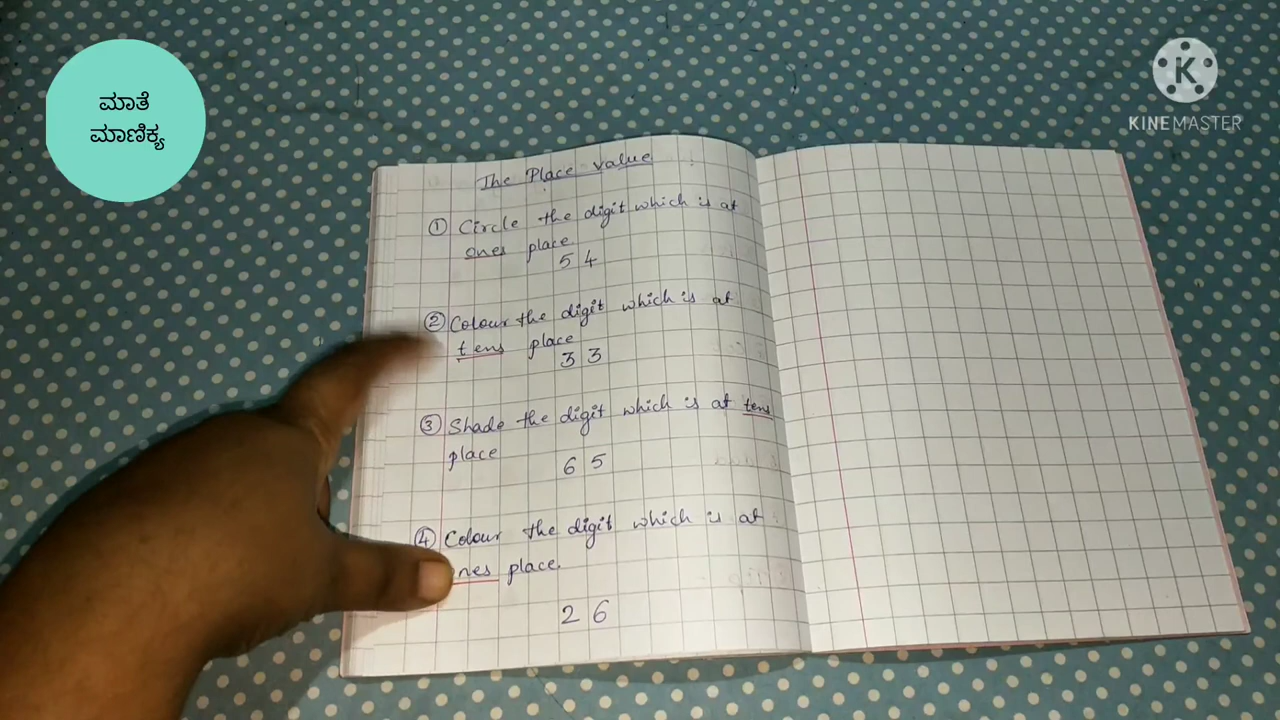 ಮಾತೆ
ಮಾಣಿಕ್ಯ
KINEMASTER
The Place value
① Circle the digit which is at
ones place.
5 4
② Colour the digit which is at
tens place
3 3
③ Shade the digit which is at tens
place
6 5
④ Colour the digit which is at
nes place.
2 6